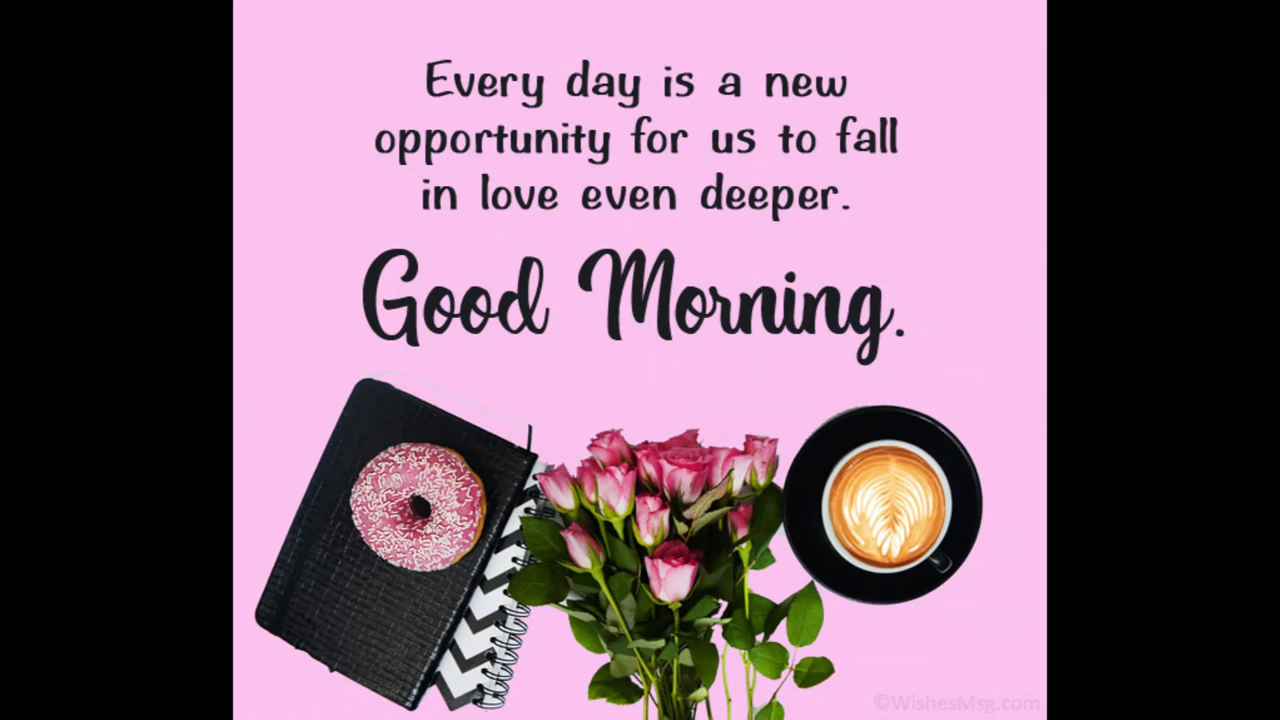 Every day is a new
opportunity for us to fall
in love even deeper.
Good Morning.
©WishesMsg.com